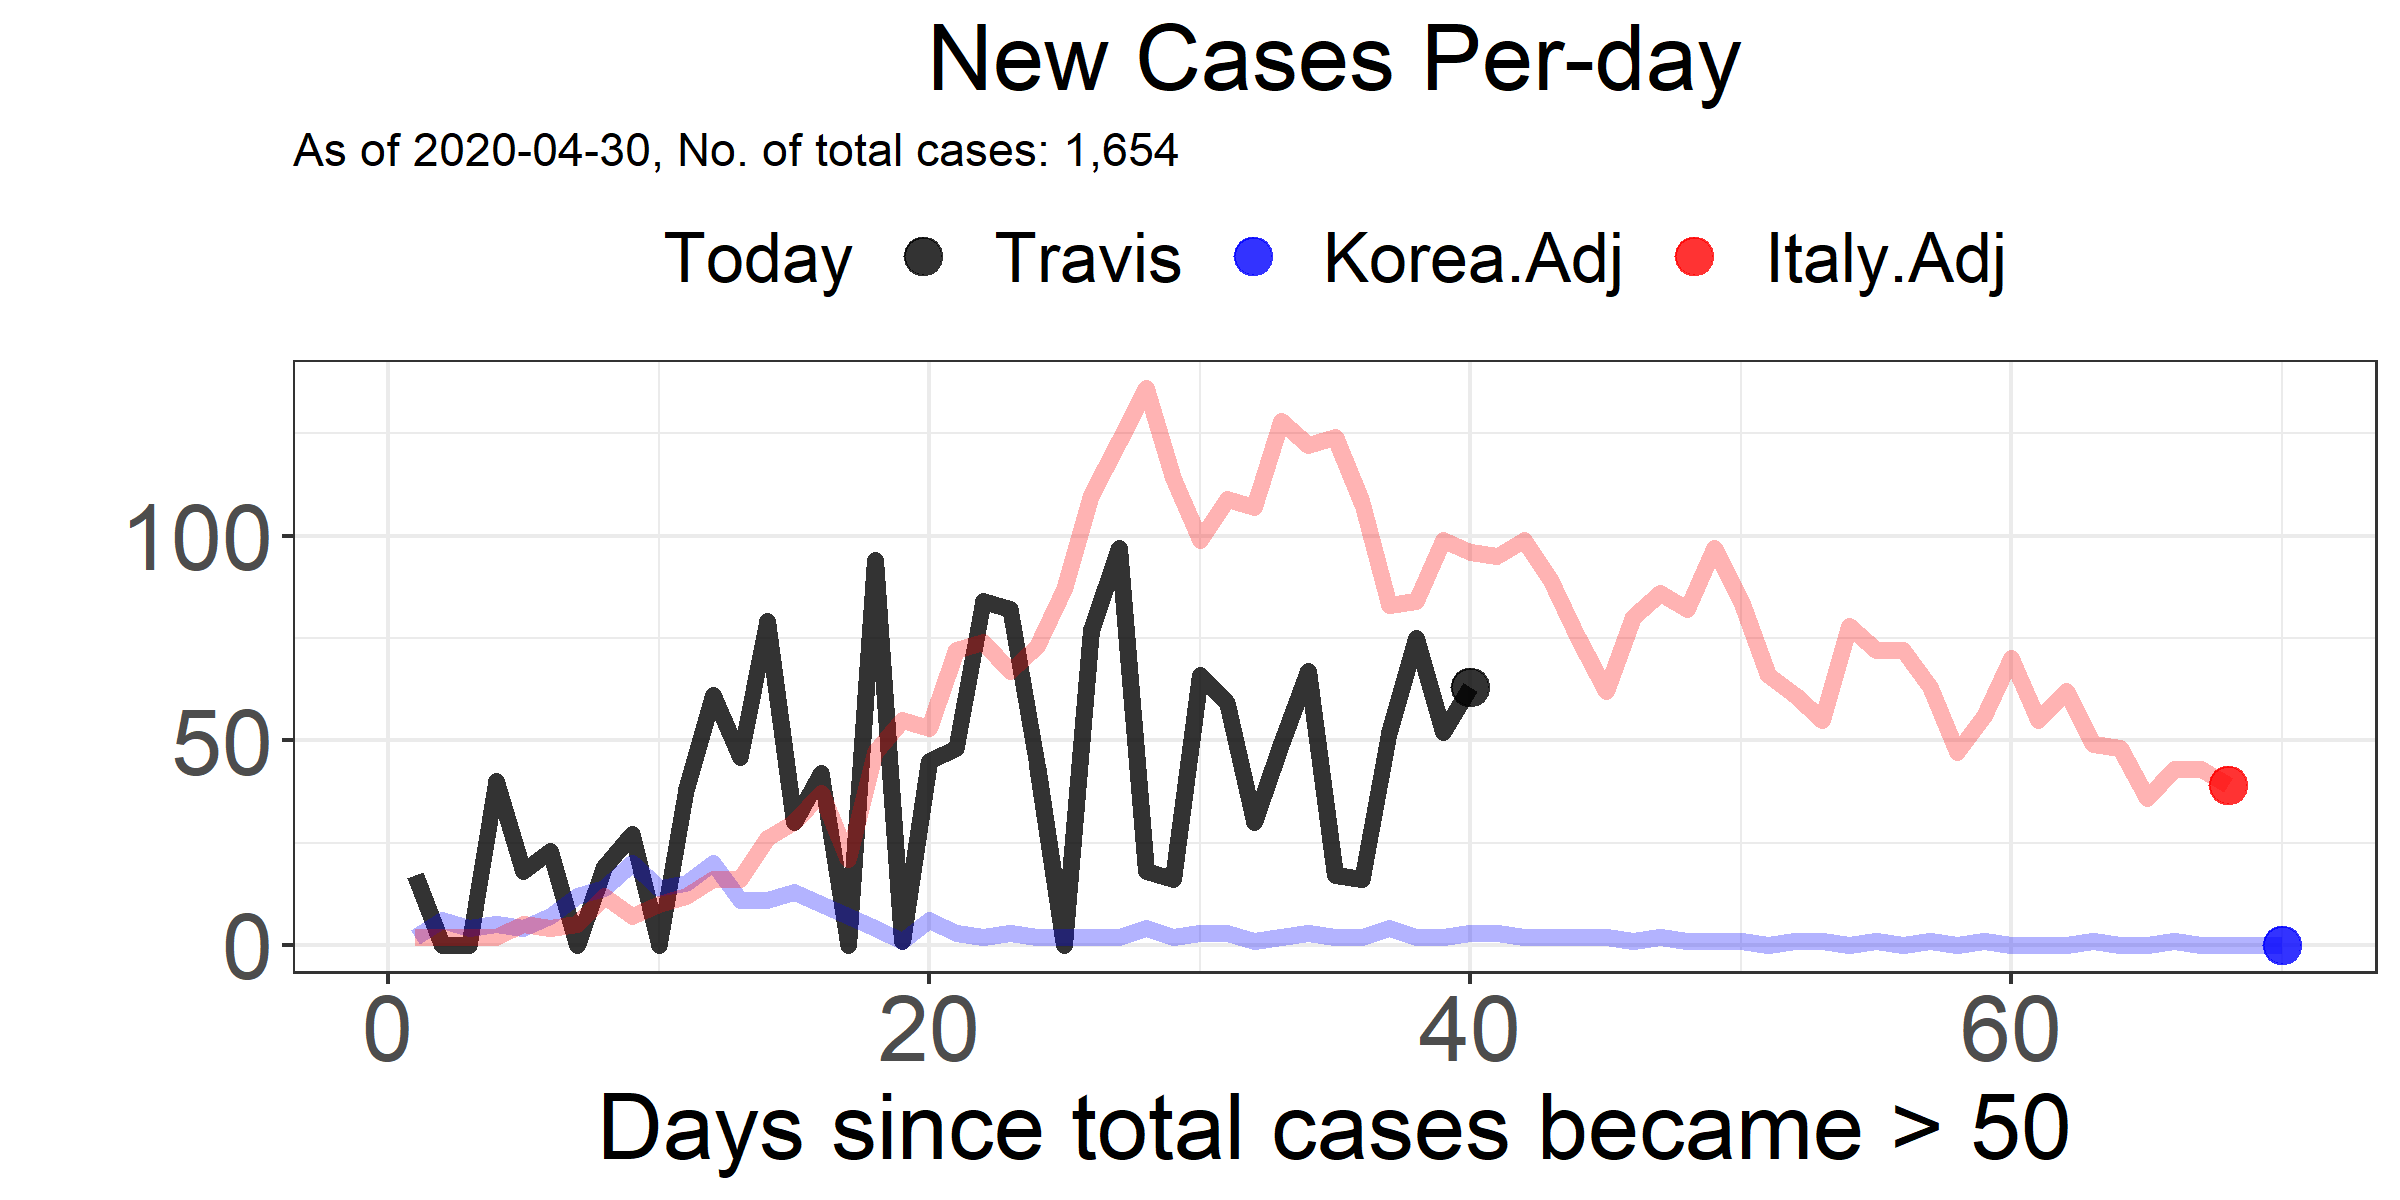 New Cases Per-day
As of 2020-04-30, No. of total cases: 1,654
Today Travis Korea.Adj Italy.Adj
100
50
0
0 20 40 60
Days since total cases became > 50